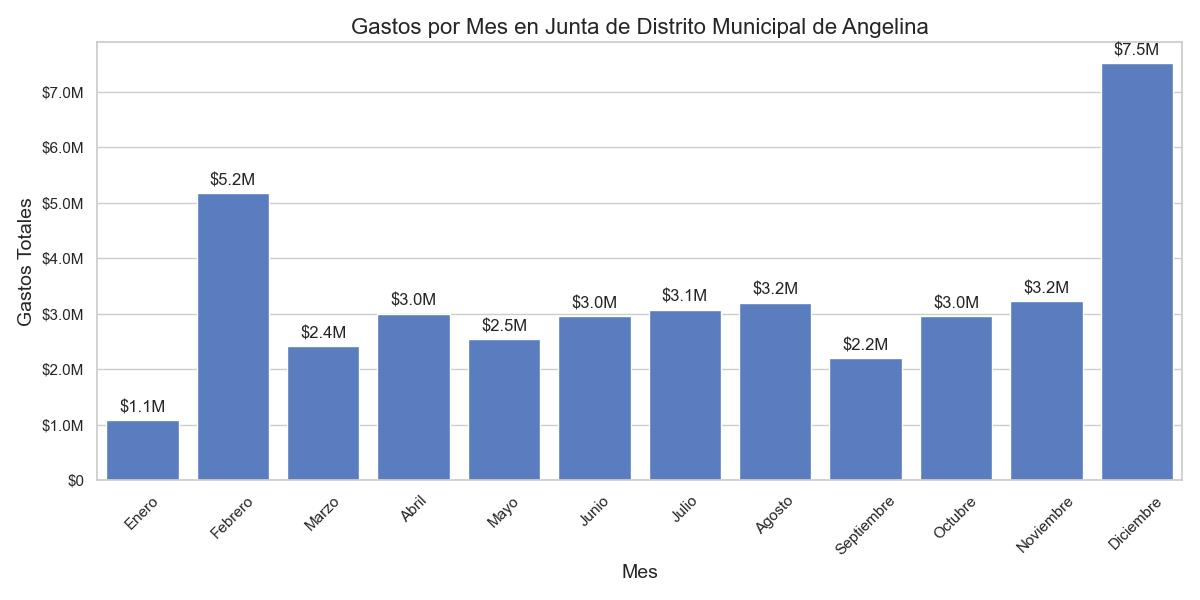 Gastos por Mes en Junta de Distrito Municipal de Angelina
Gastos Totales
$7.0M
$6.0M
$5.0M
$4.0M
$3.0M
$2.0M
$1.0M
$0
$1.1M
$5.2M
$2.4M
$3.0M
$2.5M
$3.0M
$3.1M
$3.2M
$2.2M
$3.0M
$3.2M
$7.5M
Enero
Febrero
Marzo
Abril
Mayo
Junio
Julio
Agosto
Septiembre
Octubre
Noviembre
Diciembre
Mes